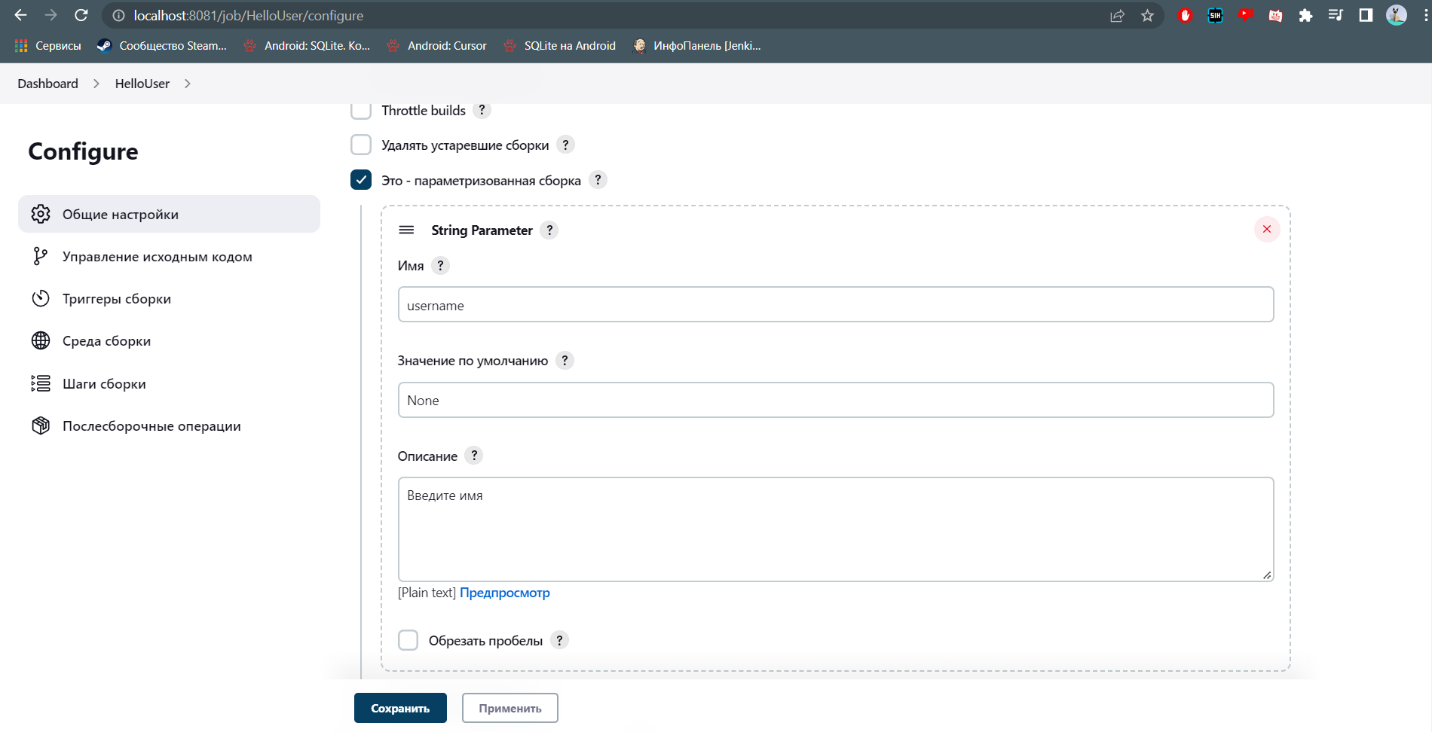 localhost:8081/job/HelloUser/configure
SIH
Сервисы Сообщество Steam... Android: SQLite. Ко... Android: Cursor SQLite на Android ИнфоПанель [Jenki...
Dashboard > HelloUser >
Throttle builds ?
Configure
Удалять устаревшие сборки ?
Это - параметризованная сборка ?
Общие настройки
Управление исходным кодом
Триггеры сборки
Среда сборки
Шаги сборки
Послесборочные операции
String Parameter ?
Имя ?
username
Значение по умолчанию ?
None
Описание ?
Введите имя
[Plain text] Предпросмотр
Обрезать пробелы ?
Сохранить Применить